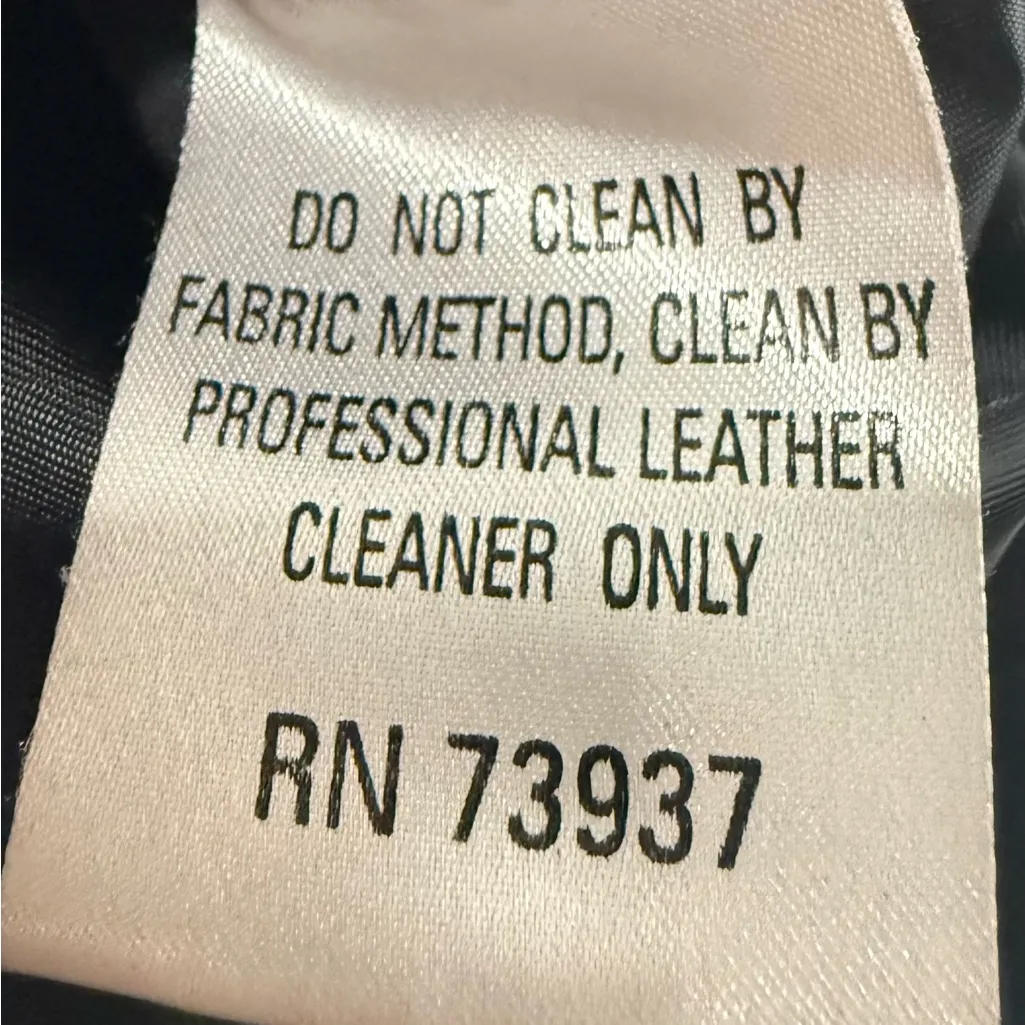 DO NOT CLEAN BY
FABRIC METHOD, CLEAN BY
PROFESSIONAL LEATHER
CLEANER ONLY
RN 73937